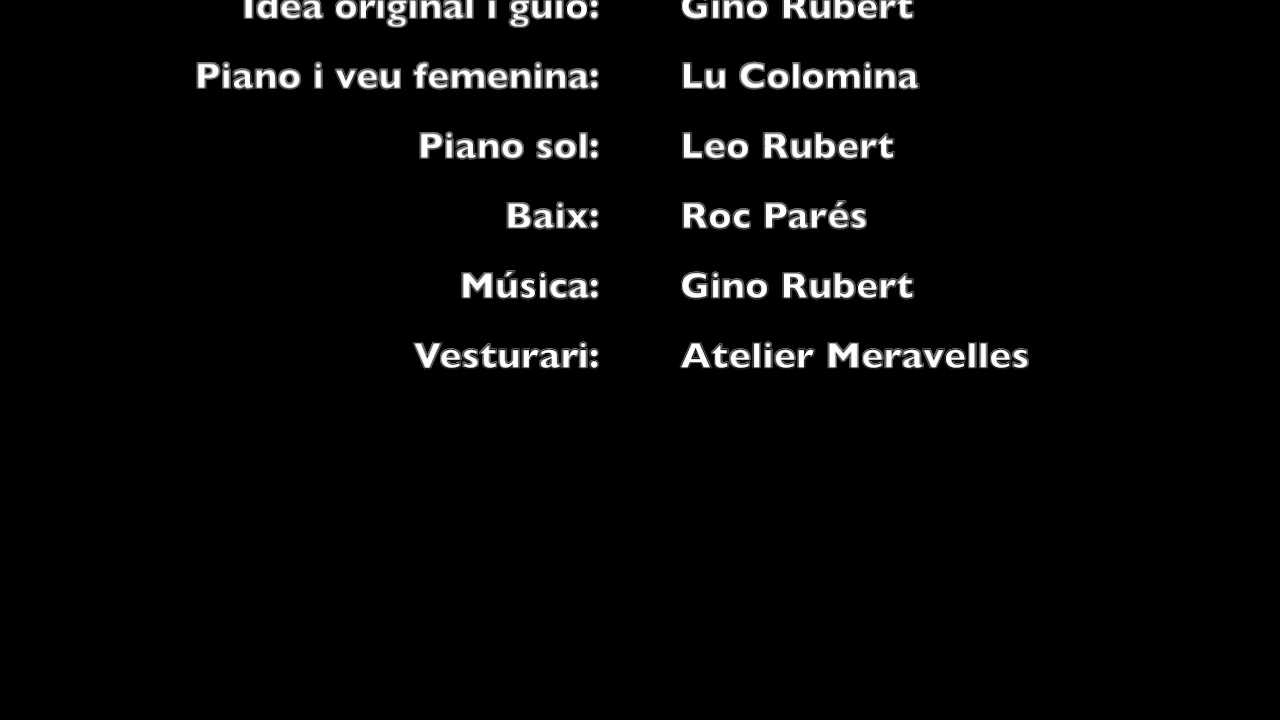 Idea original i guió: Gino Rubert
Piano i veu femenina: Lu Colomina
Piano sol: Leo Rubert
Baix: Roc Parés
Música: Gino Rubert
Vesturari: Atelier Meravelles